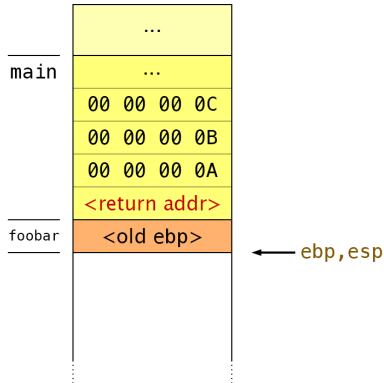 ...
main
...
00 00 00 0C
00 00 00 0B
00 00 00 0A
<return addr>
foobar
<old ebp>
ebp,esp